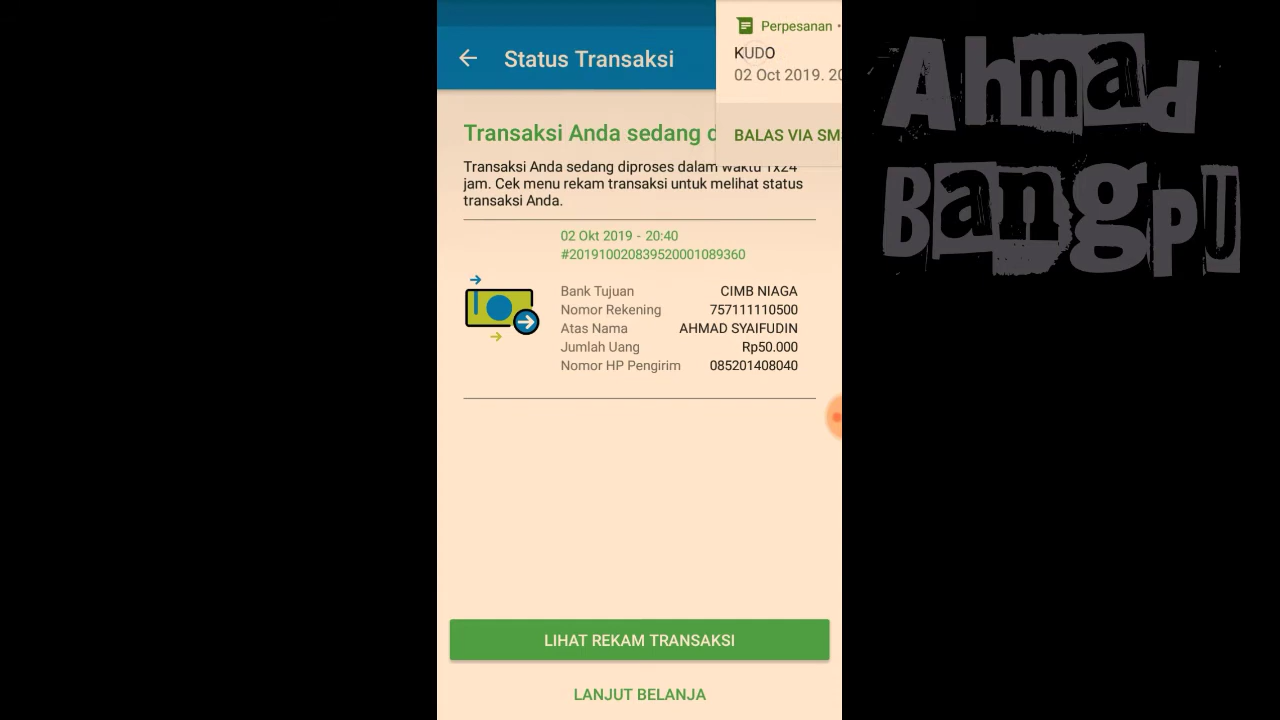 Status Transaksi
Perpesanan •
KUDO
02 Oct 2019. 20
BALAS VIA SM
Transaksi Anda sedang d
Transaksi Anda sedang diproses dalam waktu 1x24
jam. Cek menu rekam transaksi untuk melihat status
transaksi Anda.
02 Okt 2019 - 20:40
#201910020839520001089360
Bank Tujuan CIMB NIAGA
Nomor Rekening 757111110500
Atas Nama AHMAD SYAIFUDIN
Jumlah Uang Rp50.000
Nomor HP Pengirim 085201408040
LIHAT REKAM TRANSAKSI
LANJUT BELANJA
Ahmad
BangPU